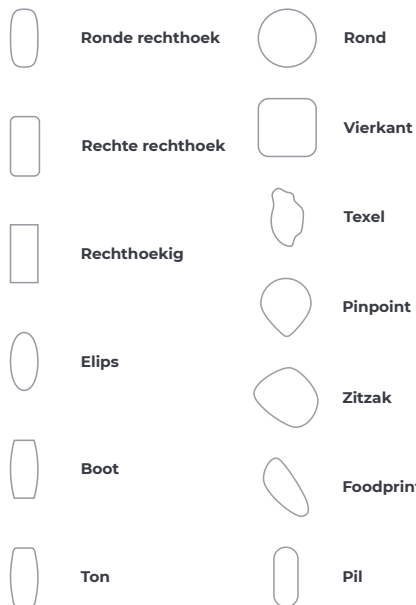 Ronde rechthoek
Rechte rechthoek
Rechthoekig
Elips
Boot
Ton
Rond
Vierkant
Texel
Pinpoint
Zitzak
Foodprint
Pil